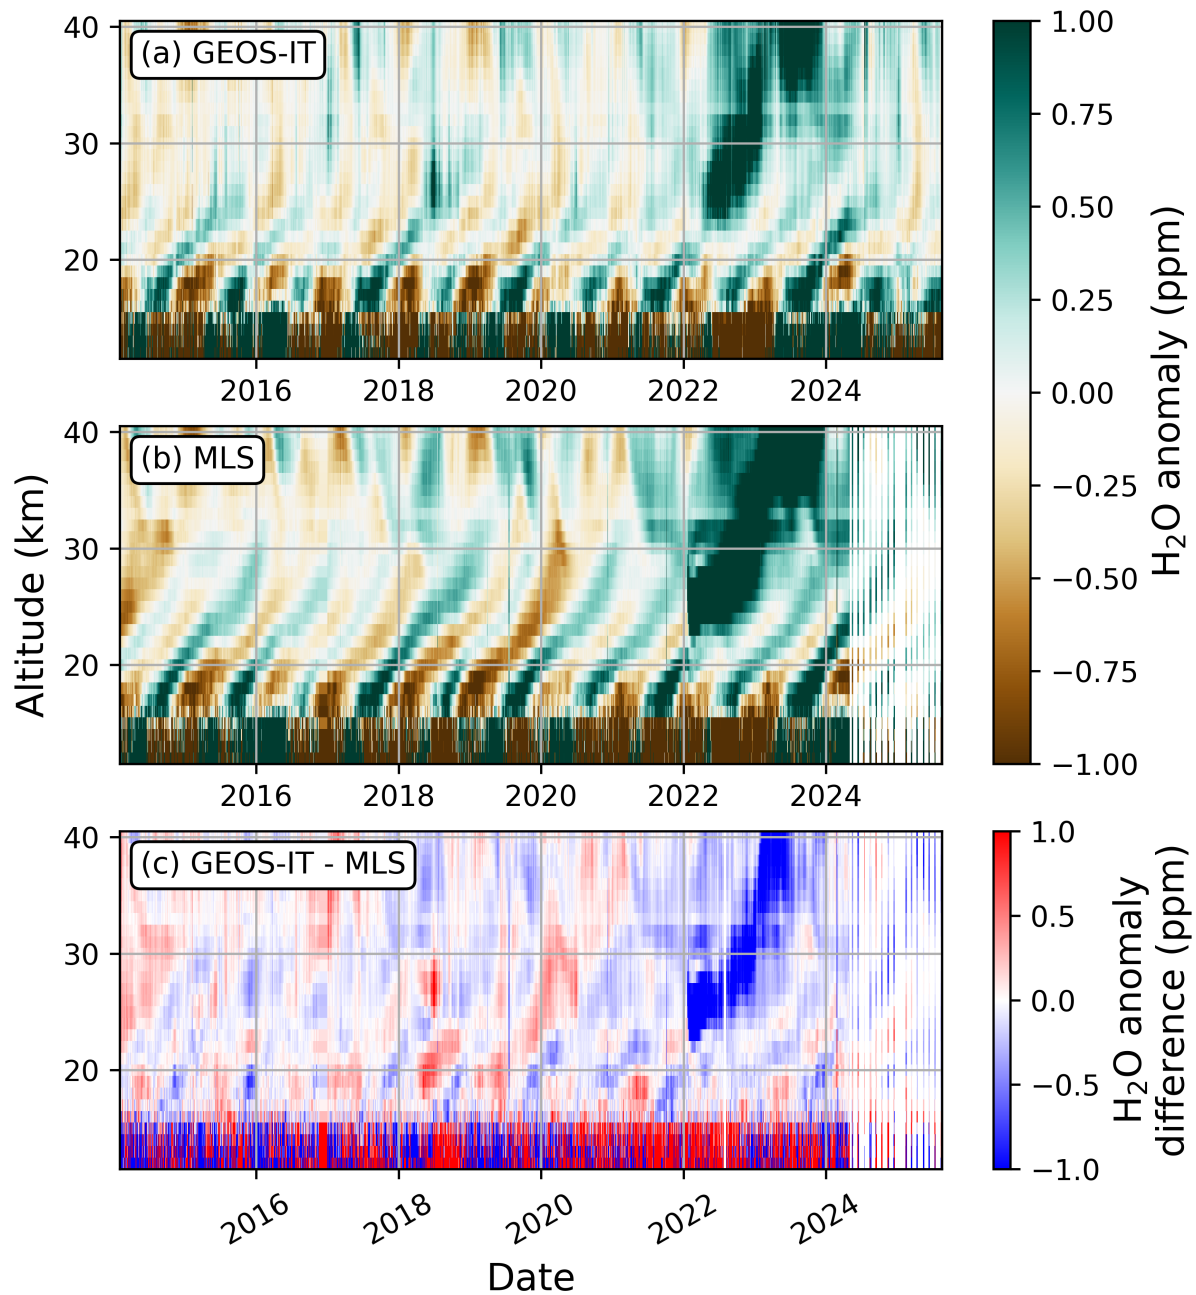 40
30
20
(a) GEOS-IT
2016 2018 2020 2022 2024
40
30
20
(b) MLS
2016 2018 2020 2022 2024
Altitude (km)
1.00
0.75
0.50
0.25
0.00
−0.25
−0.50
−0.75
−1.00
H₂O anomaly (ppm)
40
30
20
(c) GEOS-IT - MLS
2016 2018 2020 2022 2024
Date
1.0
0.5
0.0
−0.5
−1.0
H₂O anomaly
difference (ppm)